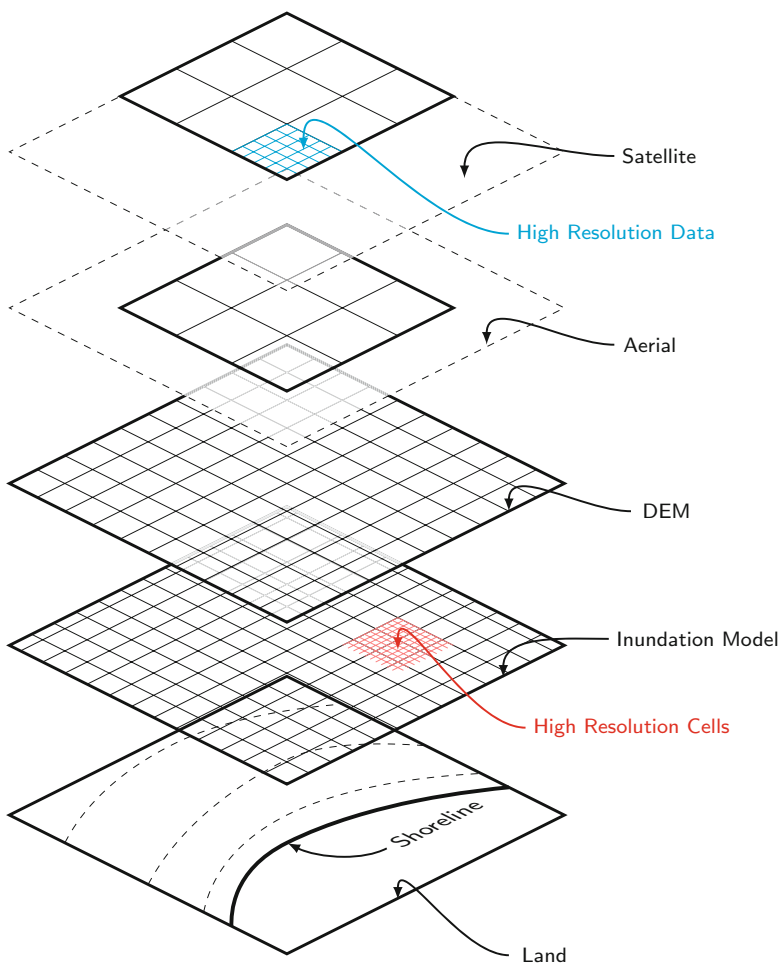 Satellite
High Resolution Data
Aerial
DEM
Inundation Model
High Resolution Cells
Shoreline
Land